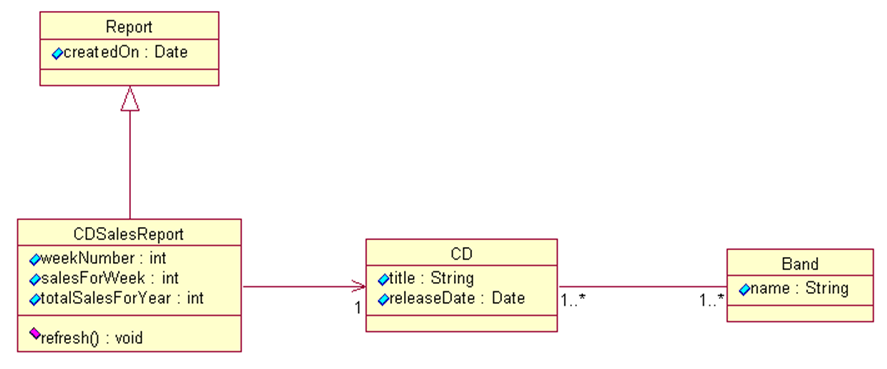 Report
createdOn : Date
CDSalesReport
weekNumber : int
salesForWeek : int
totalSalesForYear : int
refresh() : void
1
CD
title : String
releaseDate : Date
1..*
1..*
Band
name : String